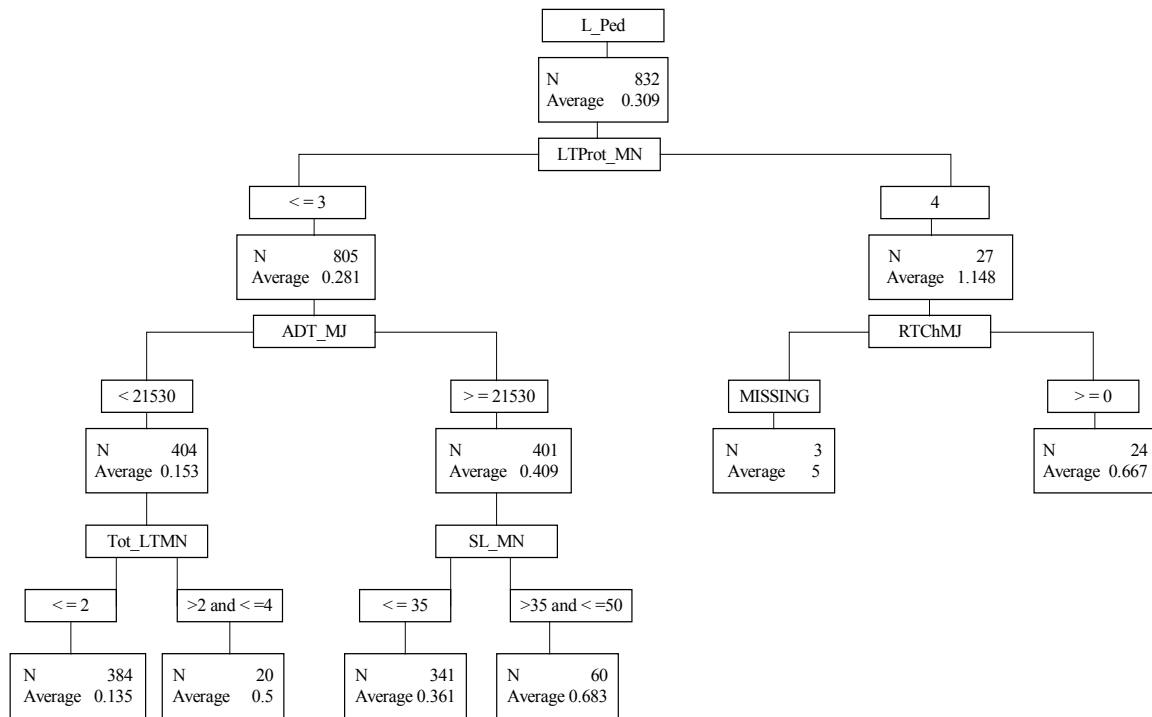 L_Ped
N 832
Average 0.309
LTProt_MN
< = 3
4
N 805
Average 0.281
N 27
Average 1.148
ADT_MJ
RTChMJ
< 21530
> = 21530
MISSING
> = 0
N 404
Average 0.153
N 401
Average 0.409
N 3
Average 5
N 24
Average 0.667
Tot_LTMN
SL_MN
< = 2
>2 and < =4
< = 35
>35 and < =50
N 384
Average 0.135
N 20
Average 0.5
N 341
Average 0.361
N 60
Average 0.683